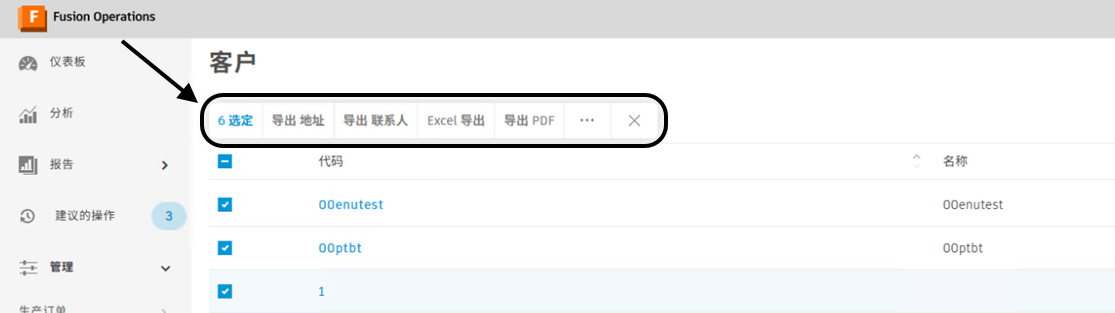 F Fusion Operations
仪表板
客户
6 选定 导出 地址 导出 联系人 Excel 导出 导出 PDF ···
分析
代码 名称
报告
00enutest 00enutest
建议的操作 3
00ptbt 00ptbt
管理
1
生产订单